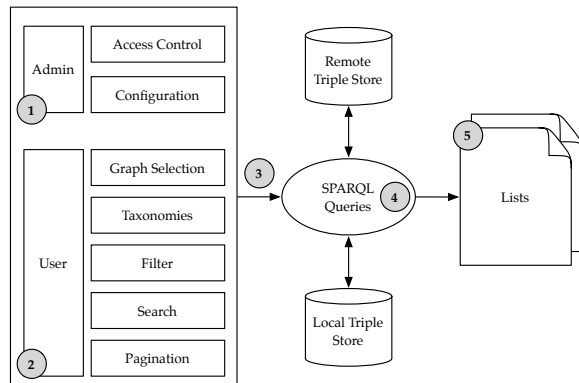 Admin
1
Access Control
Configuration
User
2
Graph Selection
Taxonomies
Filter
Search
Pagination
3
Remote
Triple Store
SPARQL
Queries
4
Local Triple
Store
5
Lists